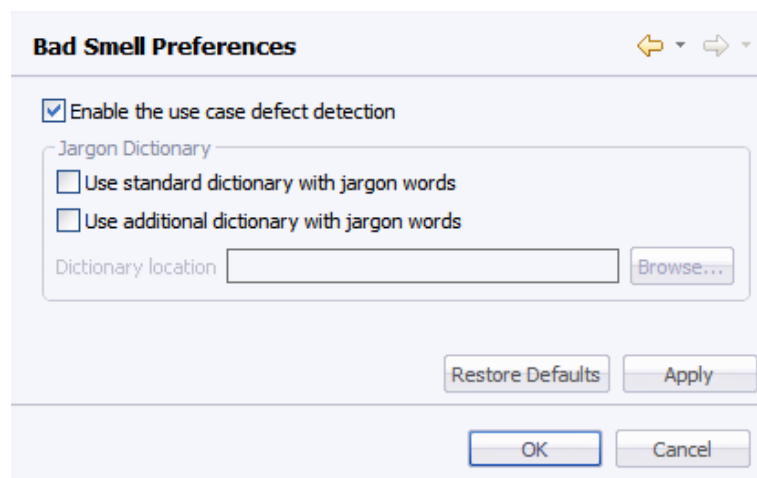 Bad Smell Preferences
Enable the use case defect detection
Jargon Dictionary
Use standard dictionary with jargon words
Use additional dictionary with jargon words
Dictionary location Browse...
Restore Defaults Apply
OK Cancel